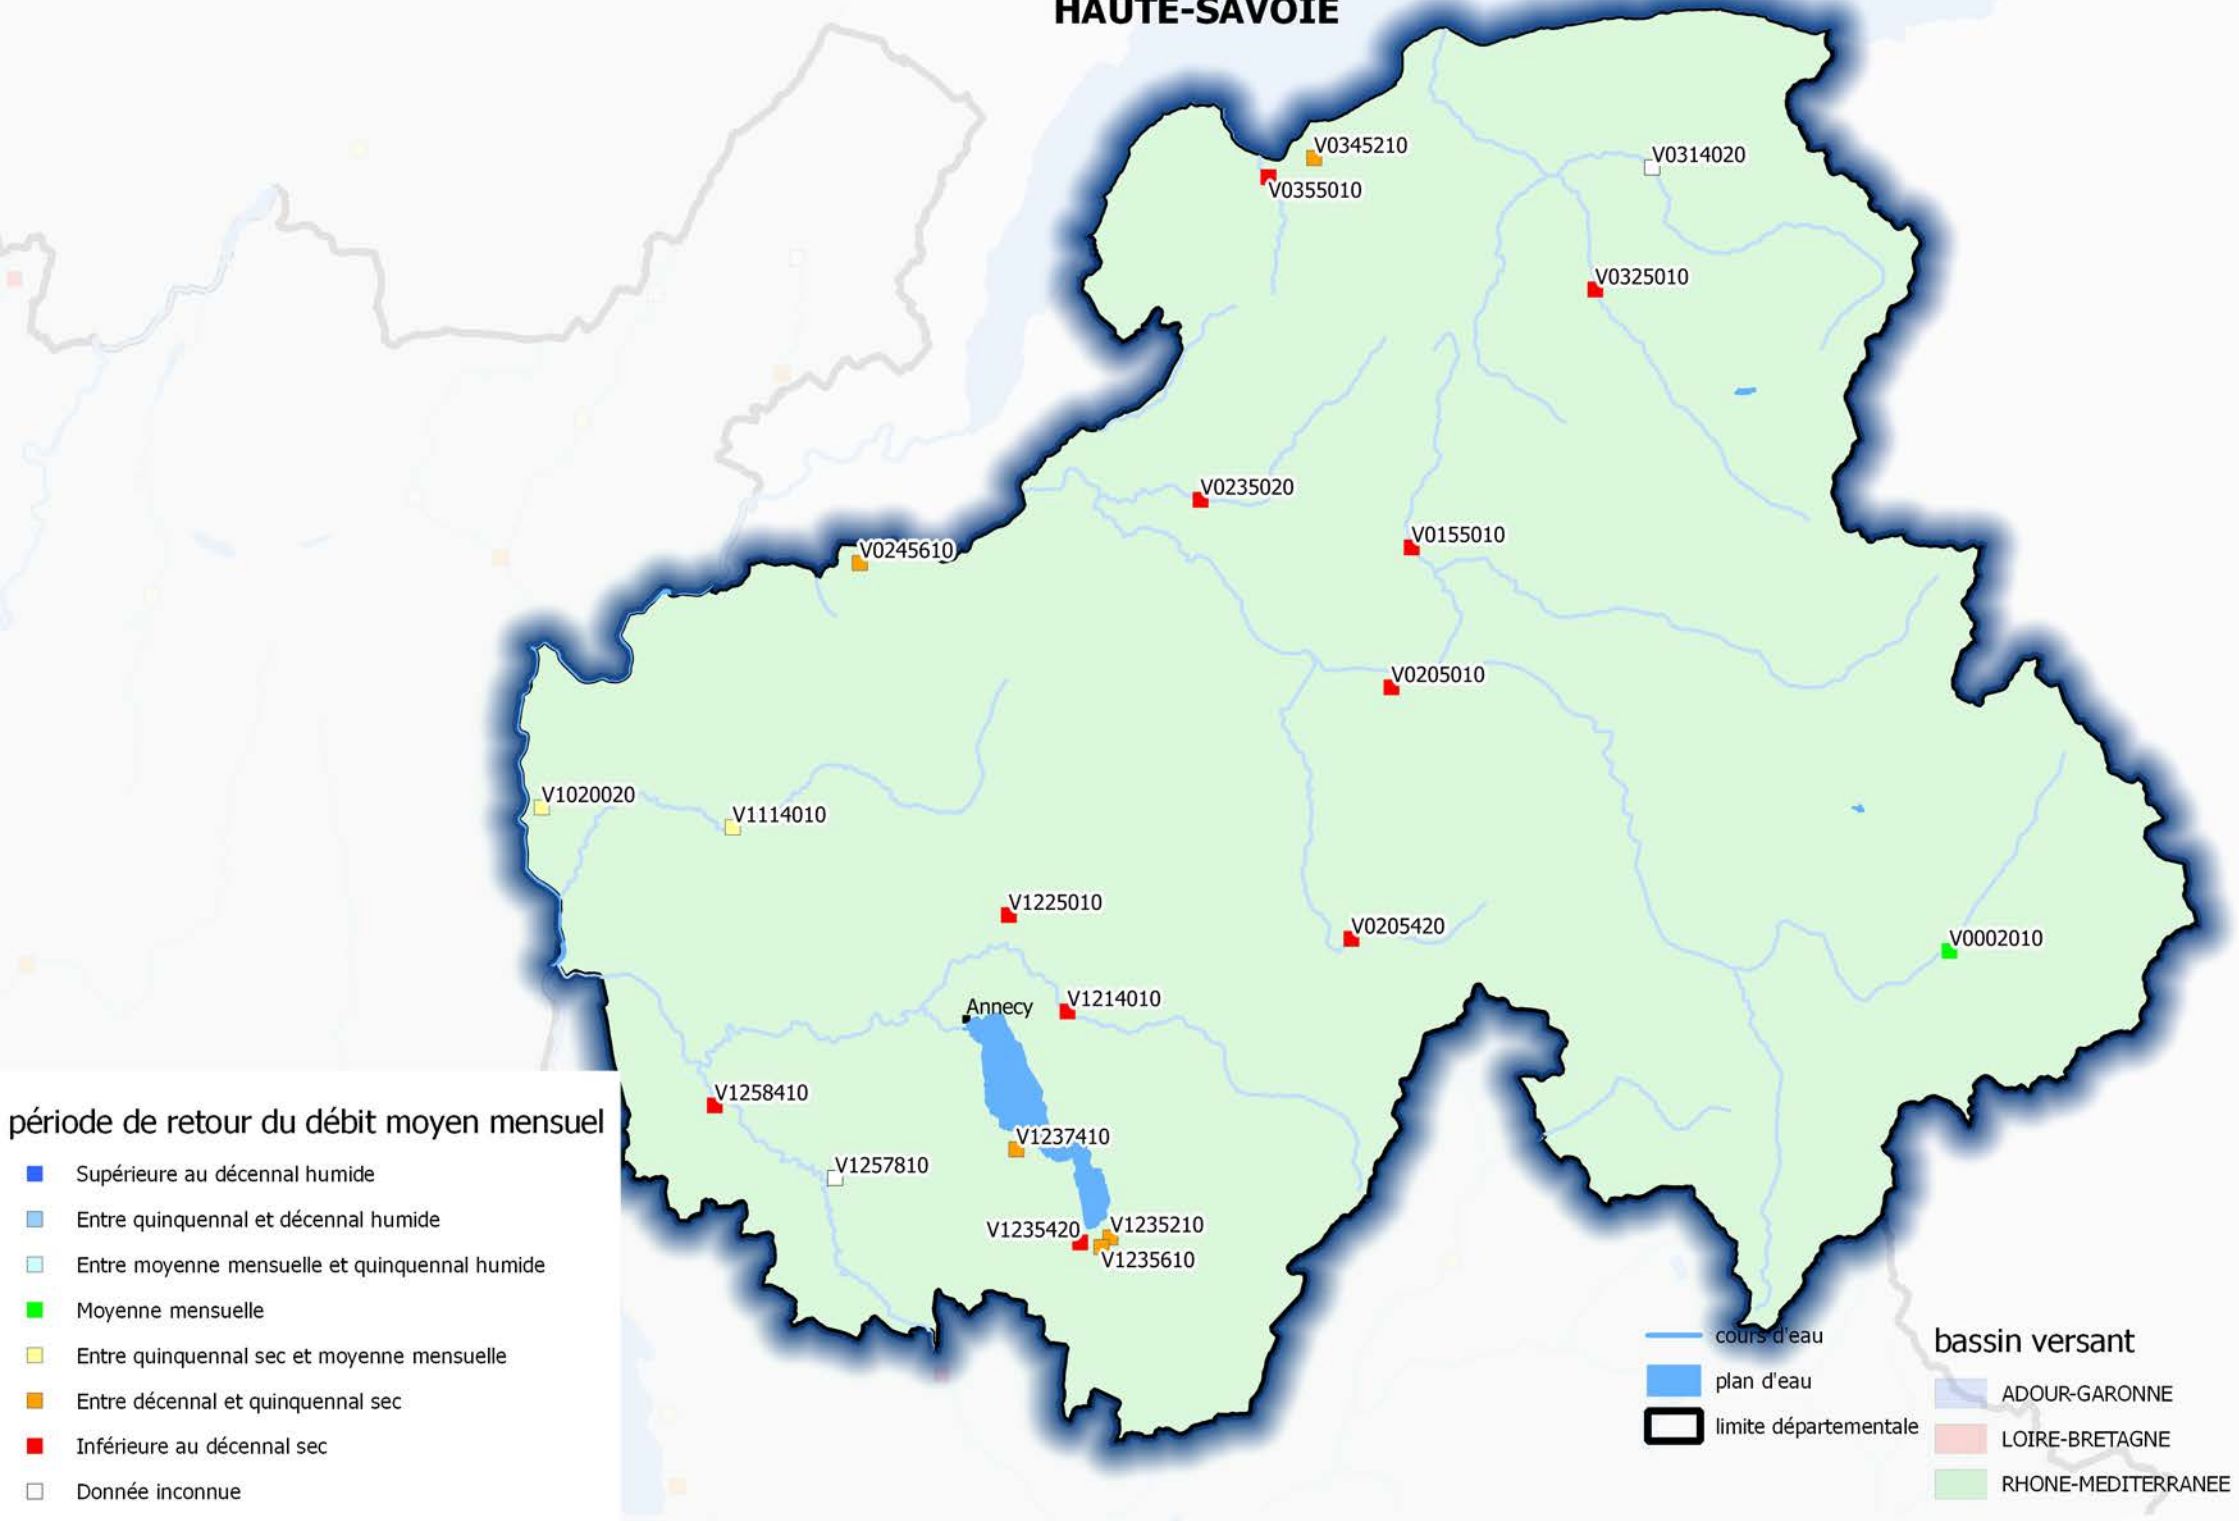 HAUTE-SAVOIE
V0345210
V0314020
V0355010
V0325010
V0235020
V0155010
V0245610
V0205010
V1020020
V1114010
V1225010
V0205420
V0002010
V1214010
Annecy
V1258410
V1237410
V1257810
V1235420
V1235210
V1235610
période de retour du débit moyen mensuel
Supérieure au décennal humide
Entre quinquennal et décennal humide
Entre moyenne mensuelle et quinquennal humide
Moyenne mensuelle
Entre quinquennal sec et moyenne mensuelle
Entre décennal et quinquennal sec
Inférieure au décennal sec
Donnée inconnue
cours d'eau
plan d'eau
limite départementale
bassin versant
ADOUR-GARONNE
LOIRE-BRETAGNE
RHONE-MEDITERRANEE